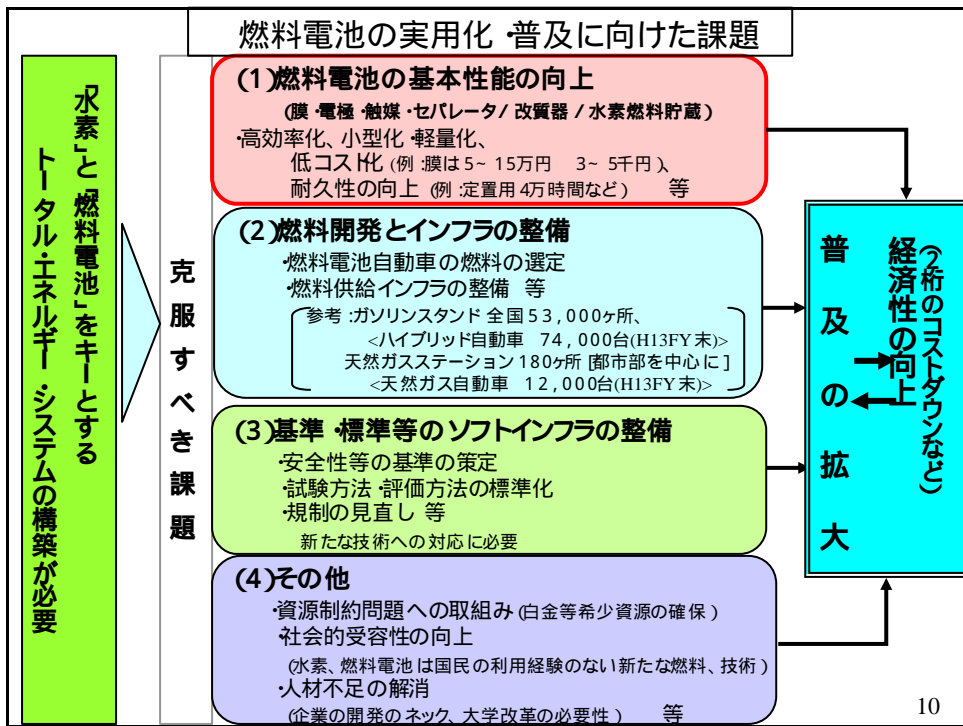 燃料電池の実用化・普及に向けた課題
「水素」と「燃料電池」をキーとする
トータル・エネルギー・システムの構築が必要
克服すべき課題
(1)燃料電池の基本性能の向上
(膜・電極・触媒・セパレータ/改質器/水素燃料貯蔵)
・高効率化、小型化・軽量化、
低コスト化(例:膜は5~15万円 3~5千円)、
耐久性の向上(例:定置用4万時間など) 等
(2)燃料開発とインフラの整備
・燃料電池自動車の燃料の選定
・燃料供給インフラの整備 等
参考:ガソリンスタンド 全国53,000ヶ所、
<ハイブリッド自動車 74,000台(H13FY末)>
天然ガスステーション180ヶ所[都市部を中心に]
<天然ガス自動車 12,000台(H13FY末)>
(3)基準・標準等のソフトインフラの整備
・安全性等の基準の策定
・試験方法・評価方法の標準化
・規制の見直し 等
新たな技術への対応に必要
(4)その他
・資源制約問題への取組み(白金等希少資源の確保)
・社会的受容性の向上
(水素、燃料電池は国民の利用経験のない新たな燃料、技術)
・人材不足の解消
(企業の開発のネック、大学改革の必要性) 等
普及の拡大
経済性の向上
(2桁のコストダウンなど)
10